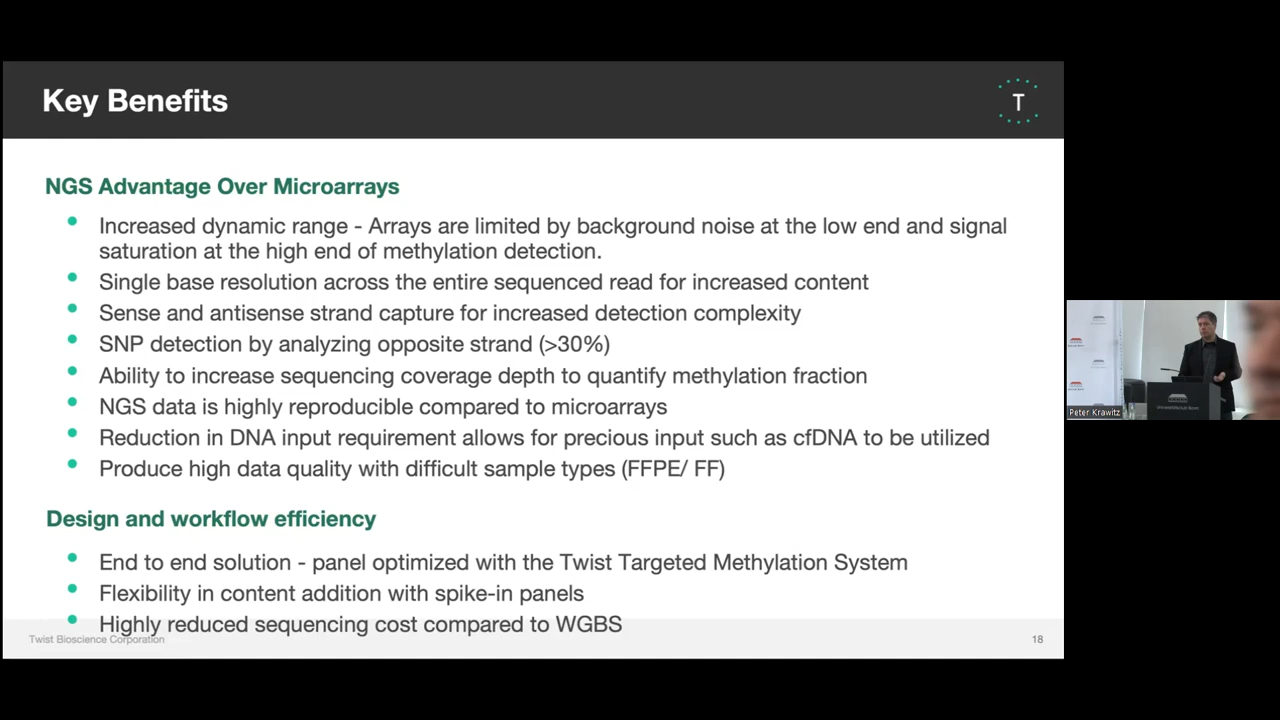 Key Benefits
T
NGS Advantage Over Microarrays
Increased dynamic range - Arrays are limited by background noise at the low end and signal
saturation at the high end of methylation detection.
Single base resolution across the entire sequenced read for increased content
Sense and antisense strand capture for increased detection complexity
SNP detection by analyzing opposite strand (>30%)
Ability to increase sequencing coverage depth to quantify methylation fraction
NGS data is highly reproducible compared to microarrays
Reduction in DNA input requirement allows for precious input such as cfDNA to be utilized
Produce high data quality with difficult sample types (FFPE/ FF)
Design and workflow efficiency
End to end solution - panel optimized with the Twist Targeted Methylation System
Flexibility in content addition with spike-in panels
Highly reduced sequencing cost compared to WGBS
Twist Bioscience Corporation
18
Peter Krawitz